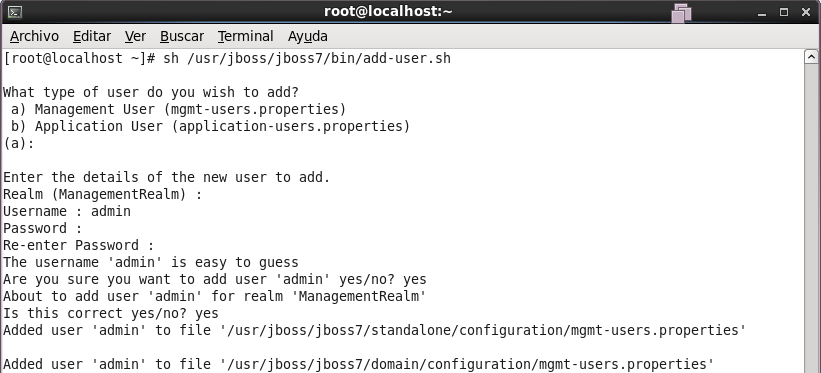 root@localhost:~
Archivo Editar Ver Buscar Terminal Ayuda
[root@localhost ~]# sh /usr/jboss/jboss7/bin/add-user.sh
What type of user do you wish to add?
a) Management User (mgmt-users.properties)
b) Application User (application-users.properties)
(a):
Enter the details of the new user to add.
Realm (ManagementRealm) :
Username : admin
Password :
Re-enter Password :
The username 'admin' is easy to guess
Are you sure you want to add user 'admin' yes/no? yes
About to add user 'admin' for realm 'ManagementRealm'
Is this correct yes/no? yes
Added user 'admin' to file '/usr/jboss/jboss7/standalone/configuration/mgmt-users.properties'
Added user 'admin' to file '/usr/jboss/jboss7/domain/configuration/mgmt-users.properties'